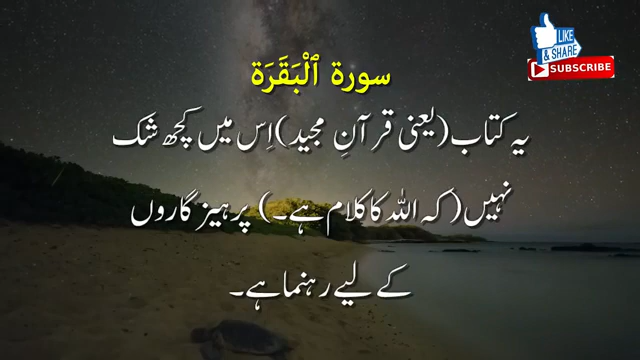 LIKE
& SHARE
SUBSCRIBE
سورة ٱلْبَقَرَة
یہ کتاب (یعنی قرآنِ مجید) اِس میں کچھ شک
نہیں (کہ اللہ کا کلام ہے۔) پرہیزگاروں
کے لیے رہنما ہے۔